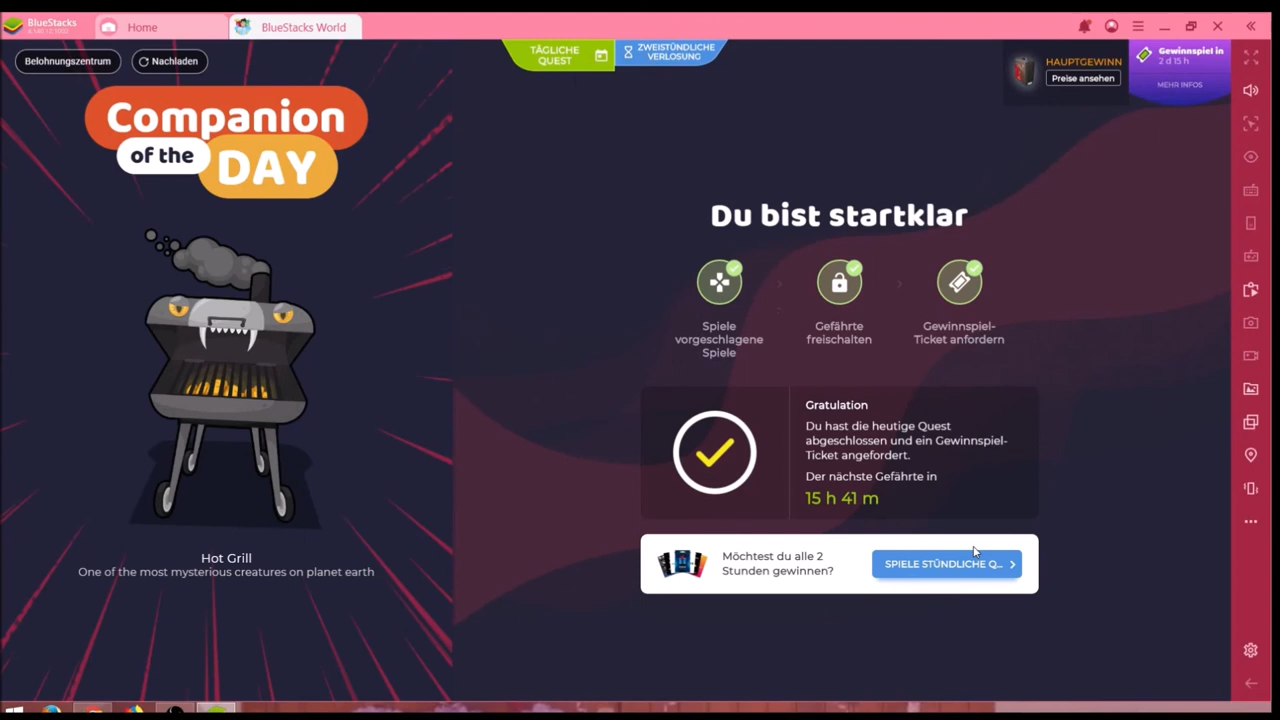 BlueStacks
Home
BlueStacks World
Belohnungszentrum
Nachladen
TÄGLICHE
QUEST
ZWEISTÜNDLICHE
VERLOSUNG
HAUPTGEWINN
Preise ansehen
Gewinnspiel in
2 d 15 h
MEHR INFOS
Companion
of the
DAY
Hot Grill
One of the most mysterious creatures on planet earth
Du bist startklar
Spiele
vorgeschlagene
Spiele
Gefährte
freischalten
Gewinnspiel-
Ticket anfordern
Gratulation
Du hast die heutige Quest
abgeschlossen und ein Gewinnspiel-
Ticket angefordert.
Der nächste Gefährte in
15 h 41 m
Möchtest du alle 2
Stunden gewinnen?
SPIELE STÜNDLICHE Q...